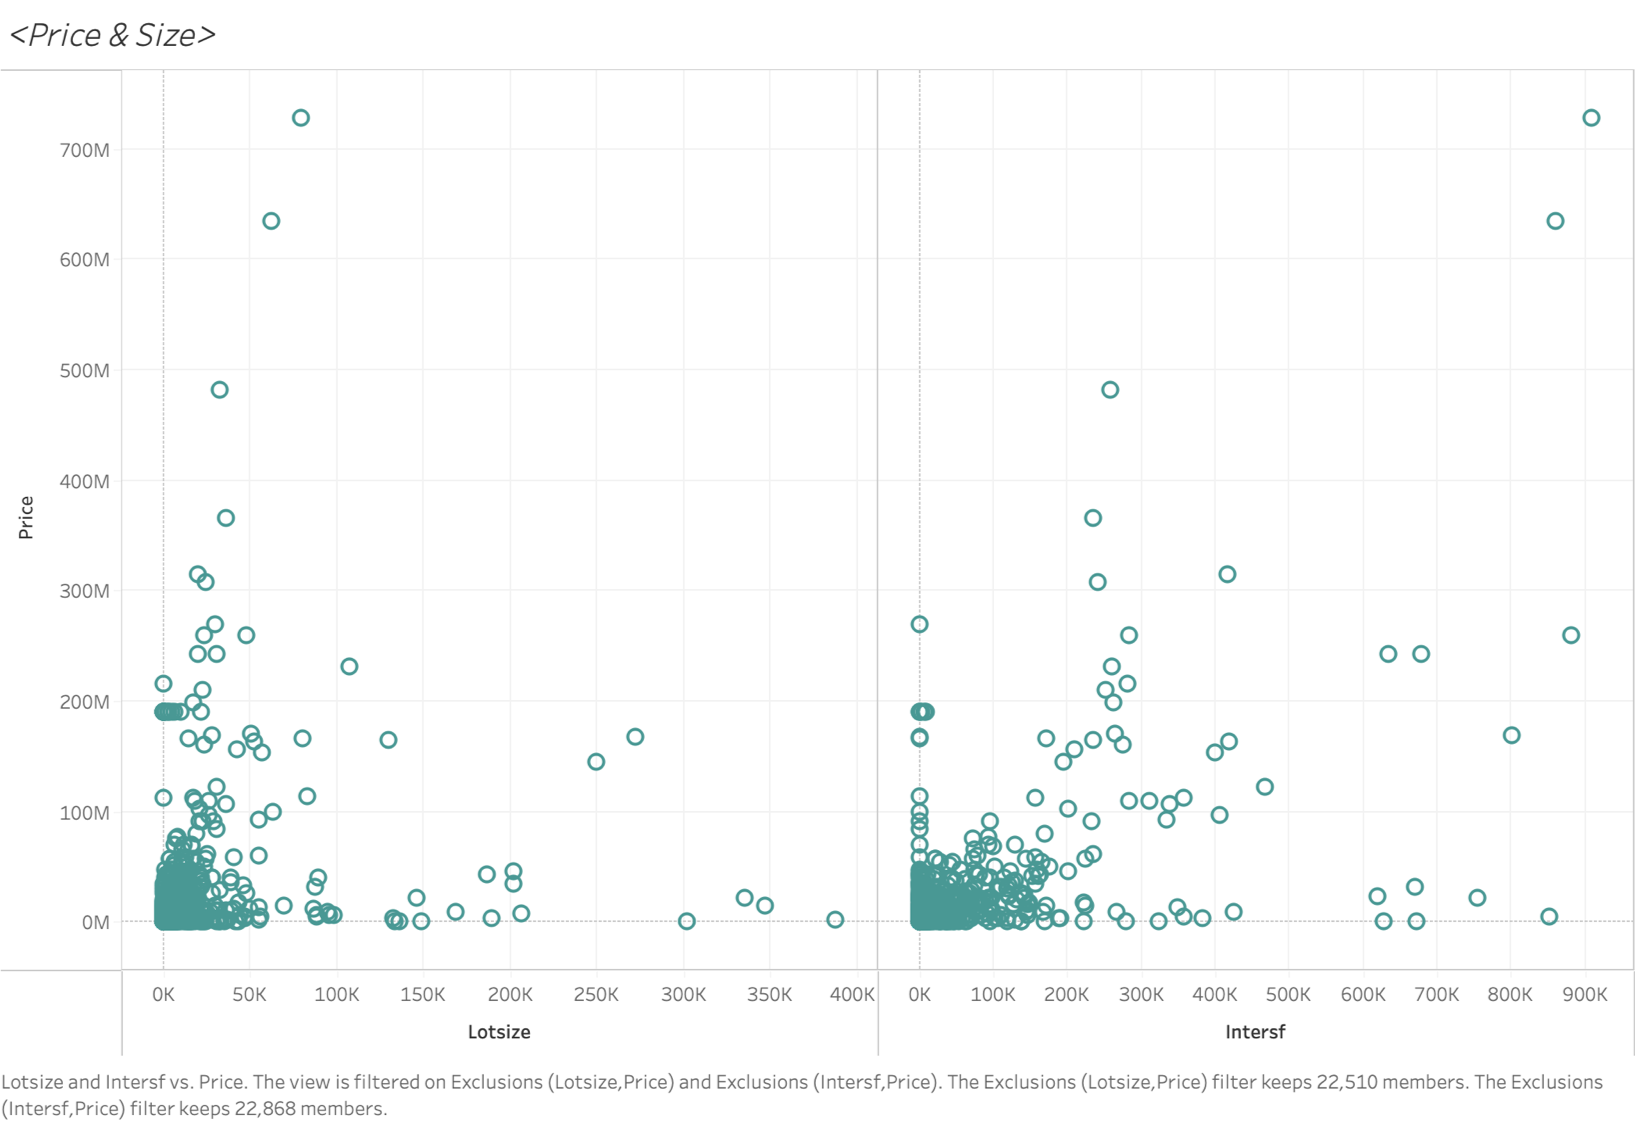 <Price & Size>
Price
700M
600M
500M
400M
300M
200M
100M
0M
0K 50K 100K 150K 200K 250K 300K 350K 400K 0K 100K 200K 300K 400K 500K 600K 700K 800K 900K
Lotsize Intersf
Lotsize and Intersf vs. Price. The view is filtered on Exclusions (Lotsize,Price) and Exclusions (Intersf,Price). The Exclusions (Lotsize,Price) filter keeps 22,510 members. The Exclusions
(Intersf,Price) filter keeps 22,868 members.